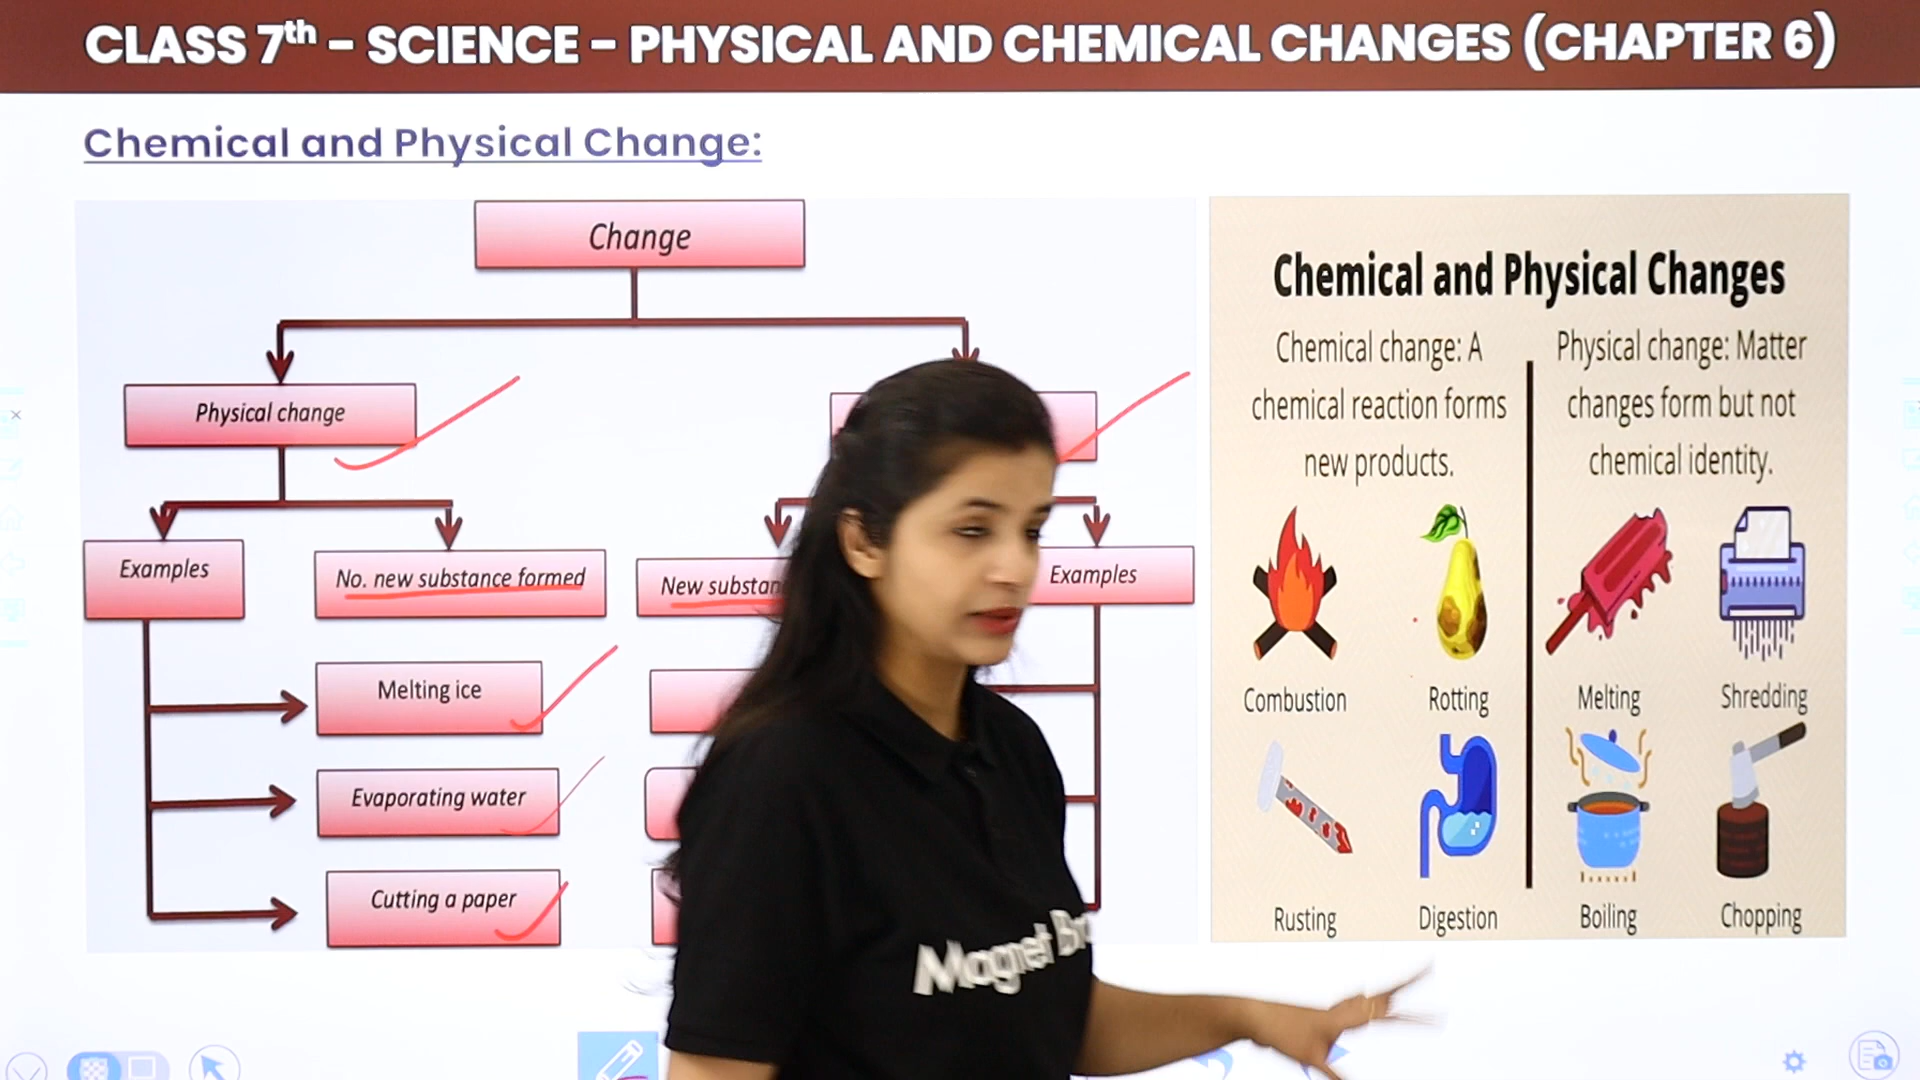 CLASS 7th - SCIENCE - PHYSICAL AND CHEMICAL CHANGES (CHAPTER 6)
Chemical and Physical Change:
Change
Physical change
Examples
No. new substance formed
New
Examples
Melting ice
Evaporating water
Cutting a paper
Chemical and Physical Changes
Chemical change: A
chemical reaction forms
new products.
Physical change: Matter
changes form but not
chemical identity.
Combustion
Rotting
Melting
Shredding
Rusting
Digestion
Boiling
Chopping
Magnet